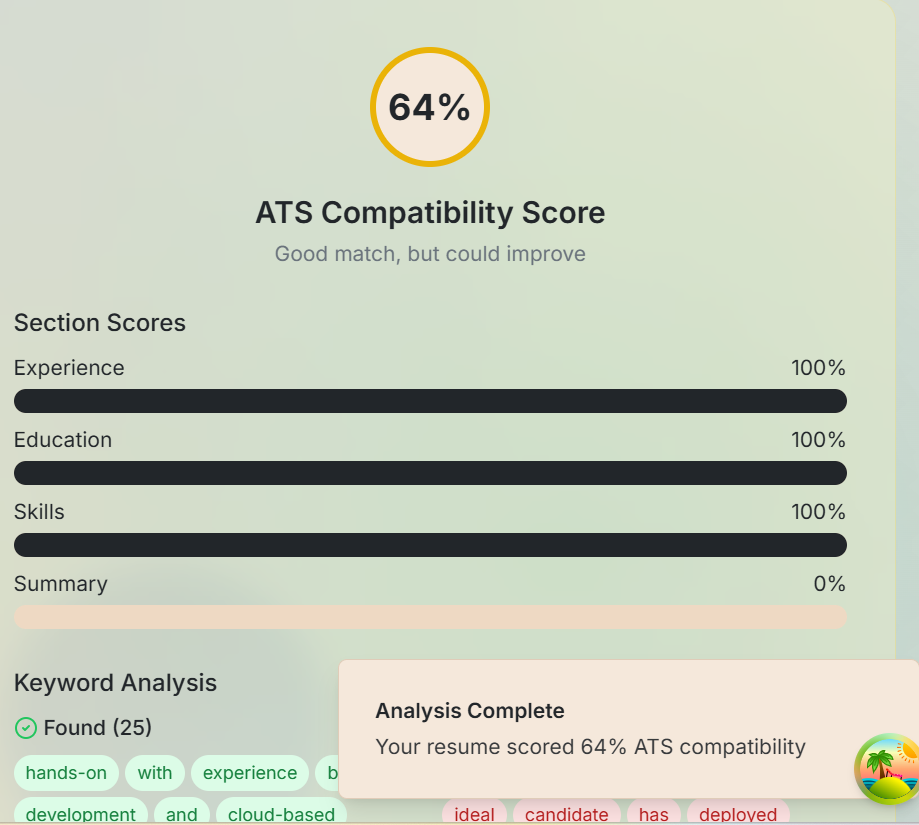 64%
ATS Compatibility Score
Good match, but could improve
Section Scores
Experience 100%
Education 100%
Skills 100%
Summary 0%
Keyword Analysis
Found (25)
hands-on with experience
development and cloud-based
ideal candidate has deployed
Analysis Complete
Your resume scored 64% ATS compatibility